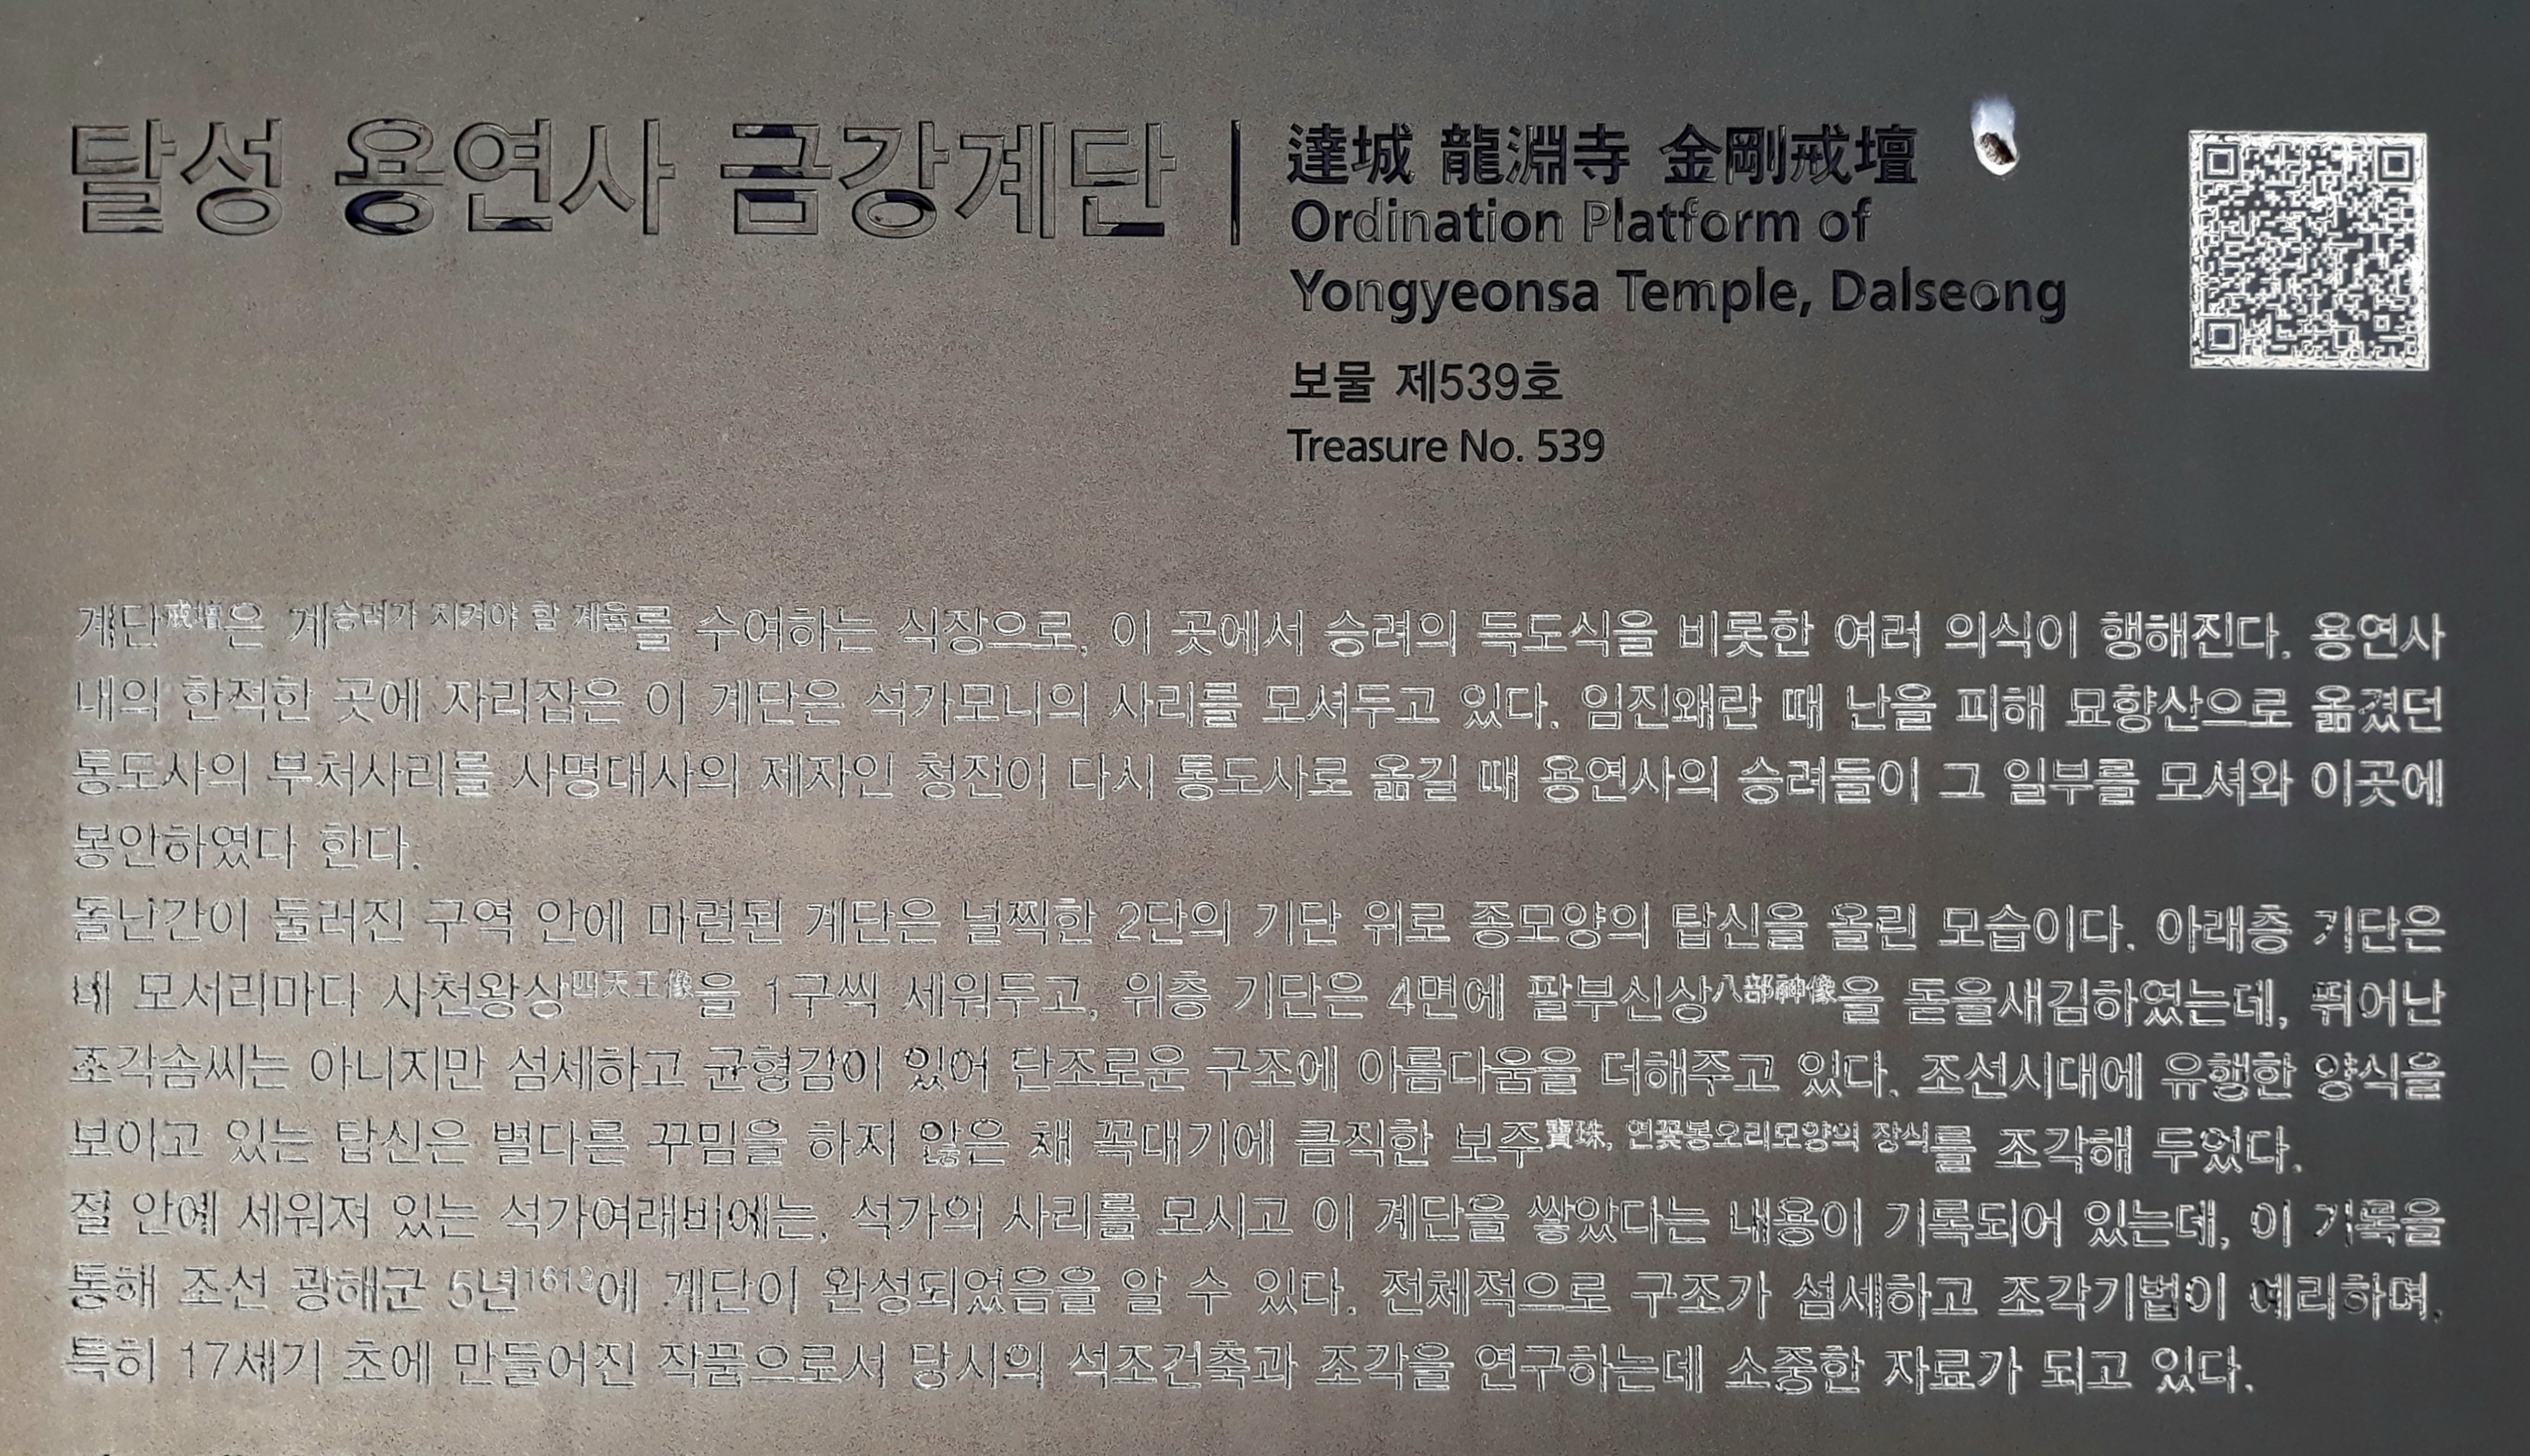 달성 용연사 금강계단 | 達城 龍淵寺 金剛戒壇
Ordination Platform of
Yongyeonsa Temple, Dalseong
보물 제539호
Treasure No. 539
계단戒壇은 계승려가 지켜야 할 계율를 수여하는 식장으로, 이 곳에서 승려의 득도식을 비롯한 여러 의식이 행해진다. 용연사
내의 한적한 곳에 자리잡은 이 계단은 석가모니의 사리를 모셔두고 있다. 임진왜란 때 난을 피해 묘향산으로 옮겼던
통도사의 부처사리를 사명대사의 제자인 청진이 다시 통도사로 옮길 때 용연사의 승려들이 그 일부를 모셔와 이곳에
봉안하였다 한다.
돌난간이 둘러진 구역 안에 마련된 계단은 널찍한 2단의 기단 위로 종모양의 탑신을 올린 모습이다. 아래층 기단은
네 모서리마다 사천왕상四天王像을 1구씩 세워두고, 위층 기단은 4면에 팔부신상八部神像을 돋을새김하였는데, 뛰어난
조각솜씨는 아니지만 섬세하고 균형감이 있어 단조로운 구조에 아름다움을 더해주고 있다. 조선시대에 유행한 양식을
보이고 있는 탑신은 별다른 꾸밈을 하지 않은 채 꼭대기에 큼직한 보주寶珠, 연꽃봉오리모양의 장식를 조각해 두었다.
절 안에 세워져 있는 석가여래비에는, 석가의 사리를 모시고 이 계단을 쌓았다는 내용이 기록되어 있는데, 이 기록을
통해 조선 광해군 5년1613에 계단이 완성되었음을 알 수 있다. 전체적으로 구조가 섬세하고 조각기법이 예리하며,
특히 17세기 초에 만들어진 작품으로서 당시의 석조건축과 조각을 연구하는데 소중한 자료가 되고 있다.